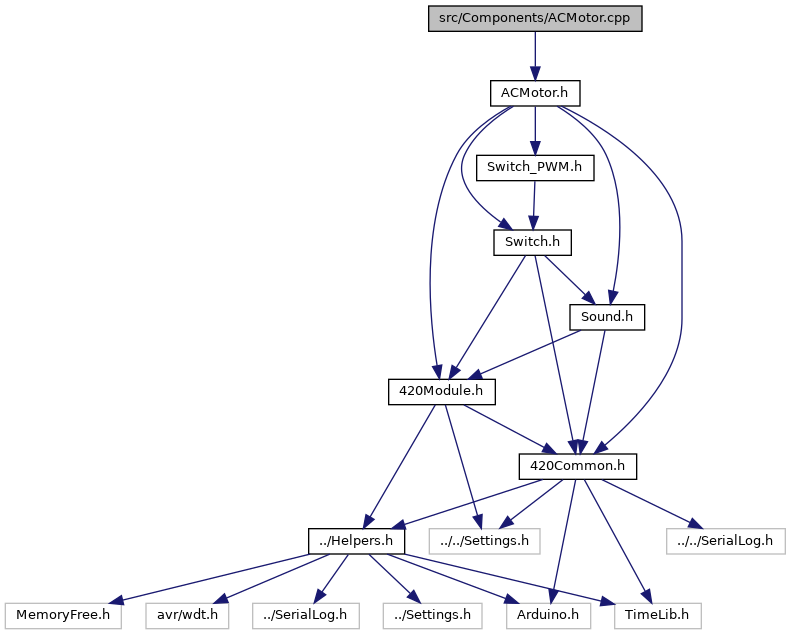 src/Components/ACMotor.cpp
ACMotor.h
Switch_PWM.h
Switch.h
Sound.h
420Module.h
420Common.h
../Helpers.h
../../Settings.h
../../SerialLog.h
MemoryFree.h
avr/wdt.h
../SerialLog.h
../Settings.h
Arduino.h
TimeLib.h